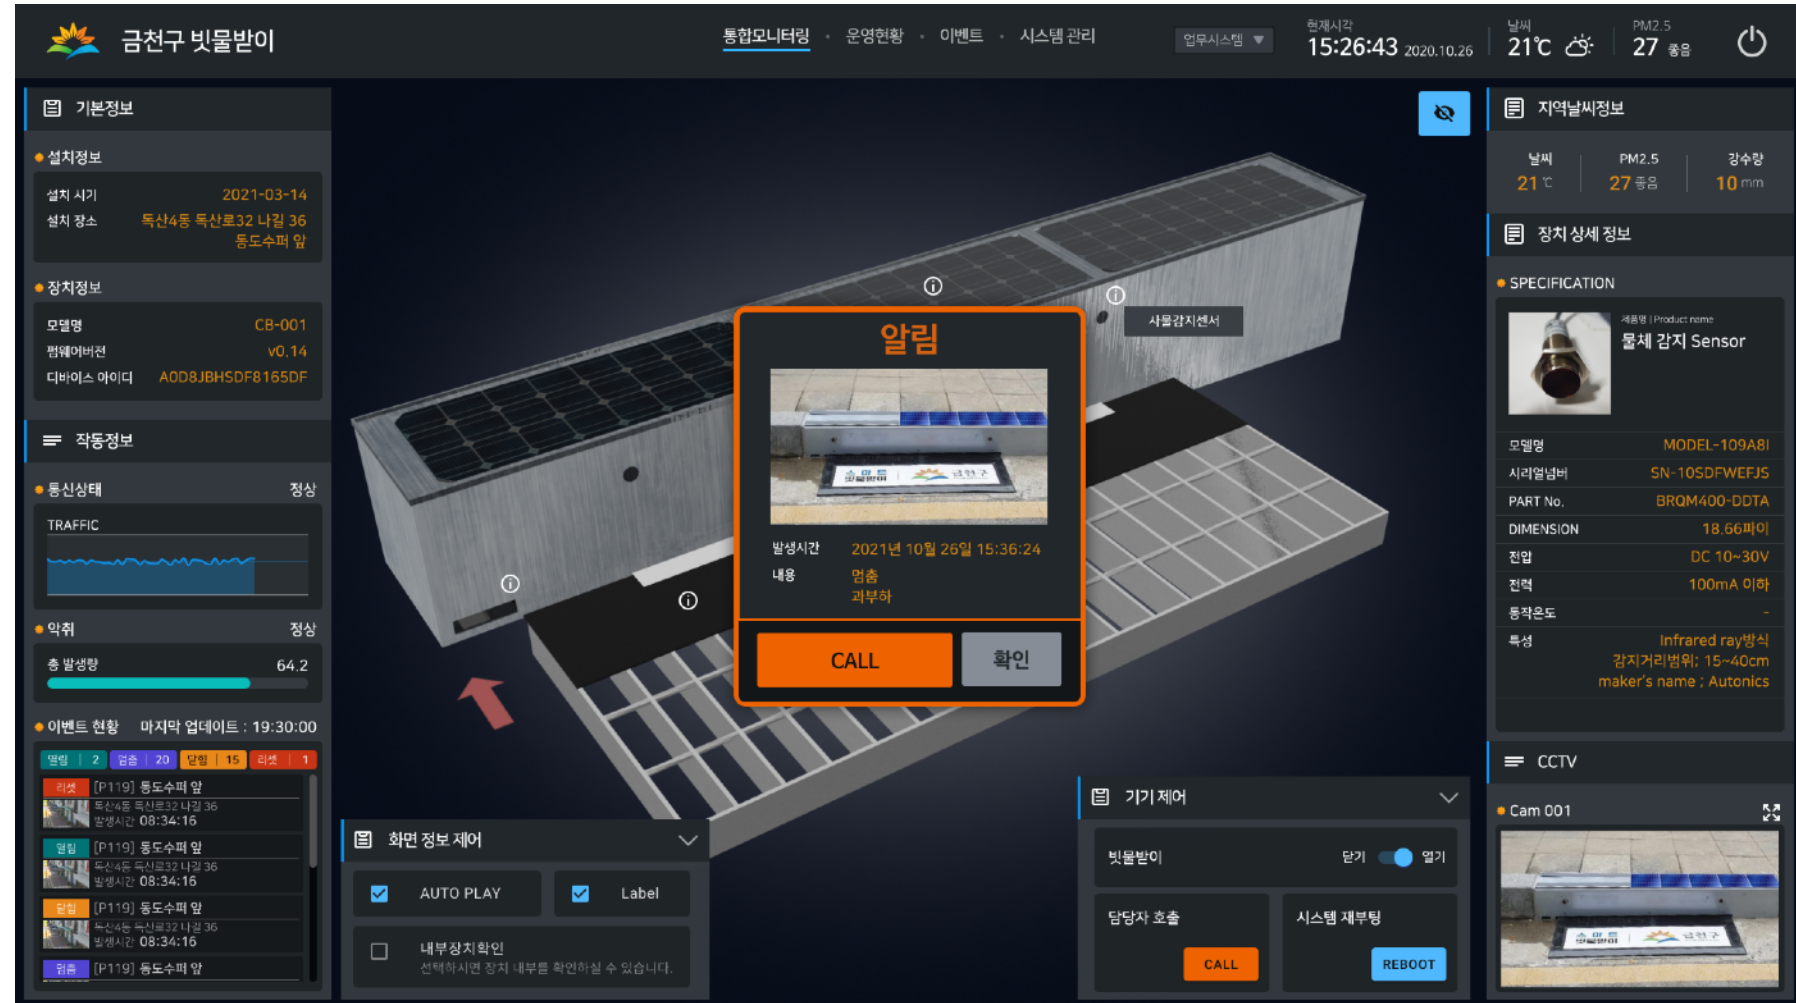 금천구 빗물받이
통합모니터링 · 운영현황 · 이벤트 · 시스템 관리
업무시스템 ▼
현재시각
15:26:43 2020.10.26
날씨
21℃
PM2.5
27 좋음
기본정보
설치정보
설치 시기 2021-03-14
설치 장소 독산4동 독산로32 나길 36
동도수퍼 앞
장치정보
모델명 CB-001
펌웨어버전 v0.14
디바이스 아이디 A0D8JBHSDF8165DF
작동정보
통신상태 정상
TRAFFIC
악취 정상
총 발생량 64.2
이벤트 현황 마지막 업데이트 : 19:30:00
열림 | 2 멈춤 | 20 닫힘 | 15 리셋 | 1
리셋 [P119] 동도수퍼 앞
독산4동 독산로32 나길 36
발생시간 08:34:16
열림 [P119] 동도수퍼 앞
독산4동 독산로32 나길 36
발생시간 08:34:16
닫힘 [P119] 동도수퍼 앞
독산4동 독산로32 나길 36
발생시간 08:34:16
멈춤 [P119] 동도수퍼 앞
사물감지센서
알림
스마트
빗물받이
금천구
발생시간 2021년 10월 26일 15:36:24
내용 멈춤
과부하
CALL 확인
화면 정보 제어
AUTO PLAY Label
내부장치확인
선택하시면 장치 내부를 확인하실 수 있습니다.
기기 제어
빗물받이 닫기 열기
담당자 호출
CALL
시스템 재부팅
REBOOT
지역날씨정보
날씨 PM2.5 강수량
21 ℃ 27 좋음 10 mm
장치 상세 정보
SPECIFICATION
제품명 | Product name
물체 감지 Sensor
모델명 MODEL-109A8I
시리얼넘버 SN-10SDFWEFJS
PART No. BRQM400-DDTA
DIMENSION 18.66파이
전압 DC 10~30V
전력 100mA 이하
동작온도 -
특성 Infrared ray방식
감지거리범위; 15~40cm
maker's name ; Autonics
CCTV
Cam 001
스마트
빗물받이
금천구